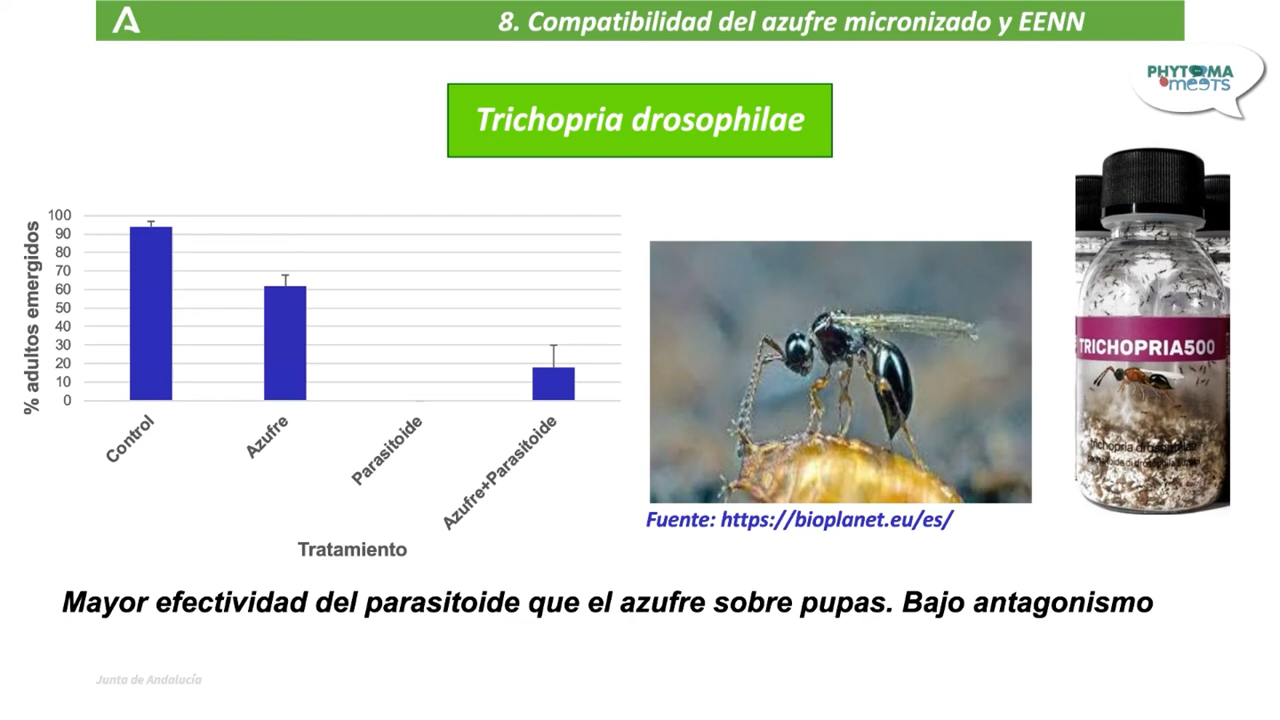 8. Compatibilidad del azufre micronizado y EENN
PHYTOMA
meets
Trichopria drosophilae
% adultos emergidos
100
90
80
70
60
50
40
30
20
10
0
Control
Azufre
Parasitoide
Azufre+Parasitoide
Tratamiento
TRICHOPRIA500
trichopria drosophilae
Fuente: https://bioplanet.eu/es/
Mayor efectividad del parasitoide que el azufre sobre pupas. Bajo antagonismo
Junta de Andalucía